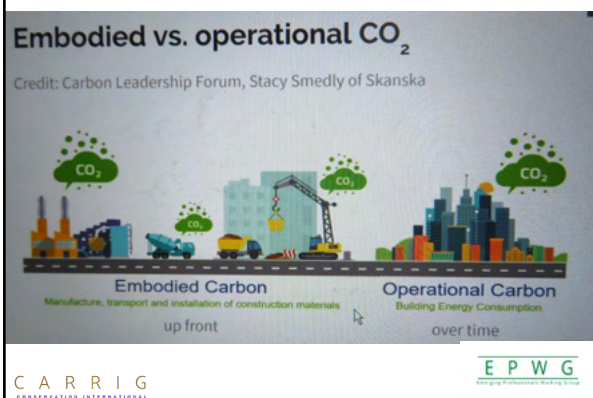 Embodied vs. operational CO2
Credit: Carbon Leadership Forum, Stacy Smedly of Skanska
CO2
CO2
CO2
CO2
Embodied Carbon
Manufacture, transport and installation of construction materials
up front
Operational Carbon
Building Energy Consumption
over time
CARRIG
CONSERVATION INTERNATIONAL
EPWG
Emerging Professionals Working Group